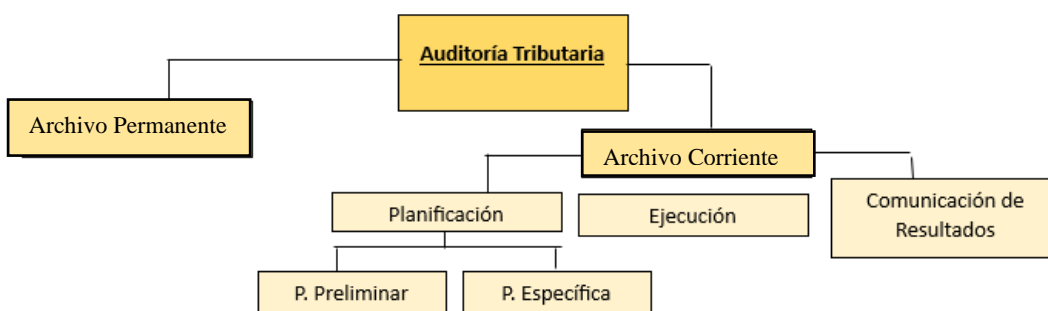 Auditoría Tributaria
Archivo Permanente
Archivo Corriente
Planificación
Ejecución
Comunicación de
Resultados
P. Preliminar
P. Específica